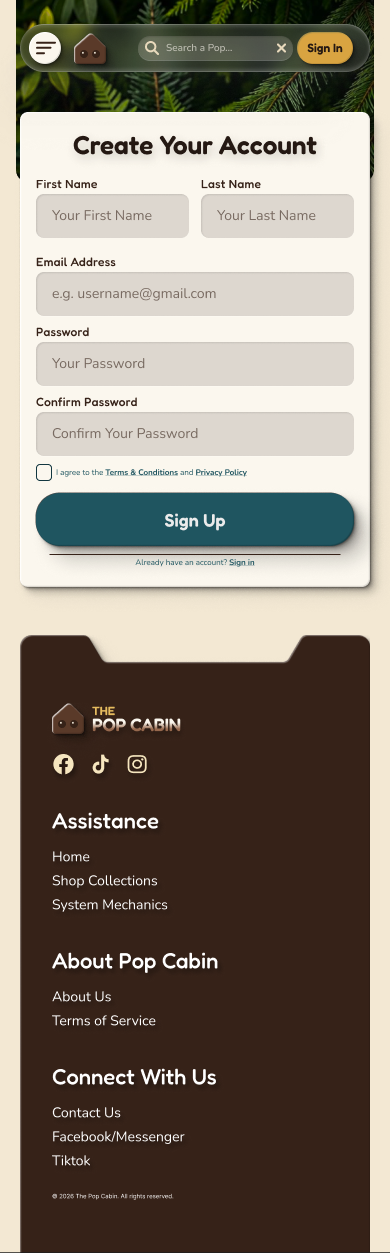 Search a Pop...
Sign In
Create Your Account
First Name
Last Name
Your First Name
Your Last Name
Email Address
e.g. username@gmail.com
Password
Your Password
Confirm Password
Confirm Your Password
I agree to the Terms & Conditions and Privacy Policy
Sign Up
Already have an account? Sign in
THE
POP CABIN
Assistance
Home
Shop Collections
System Mechanics
About Pop Cabin
About Us
Terms of Service
Connect With Us
Contact Us
Facebook/Messenger
Tiktok
© 2026 The Pop Cabin. All rights reserved.